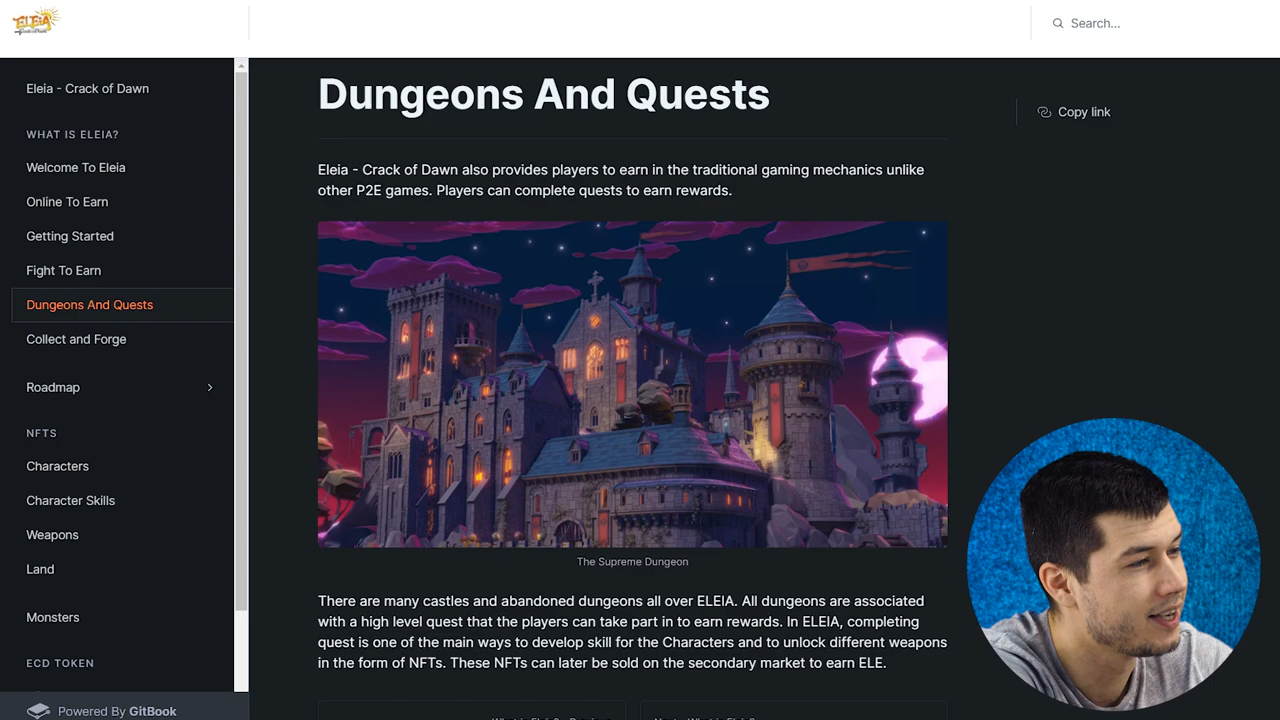 ELEIA
Search...
Eleia - Crack of Dawn
WHAT IS ELEIA?
Welcome To Eleia
Online To Earn
Getting Started
Fight To Earn
Dungeons And Quests
Collect and Forge
Roadmap
NFTS
Characters
Character Skills
Weapons
Land
Monsters
ECD TOKEN
Powered By GitBook
Dungeons And Quests
Eleia - Crack of Dawn also provides players to earn in the traditional gaming mechanics unlike
other P2E games. Players can complete quests to earn rewards.
The Supreme Dungeon
There are many castles and abandoned dungeons all over ELEIA. All dungeons are associated
with a high level quest that the players can take part in to earn rewards. In ELEIA, completing
quest is one of the main ways to develop skill for the Characters and to unlock different weapons
in the form of NFTs. These NFTs can later be sold on the secondary market to earn ELE.
Copy link